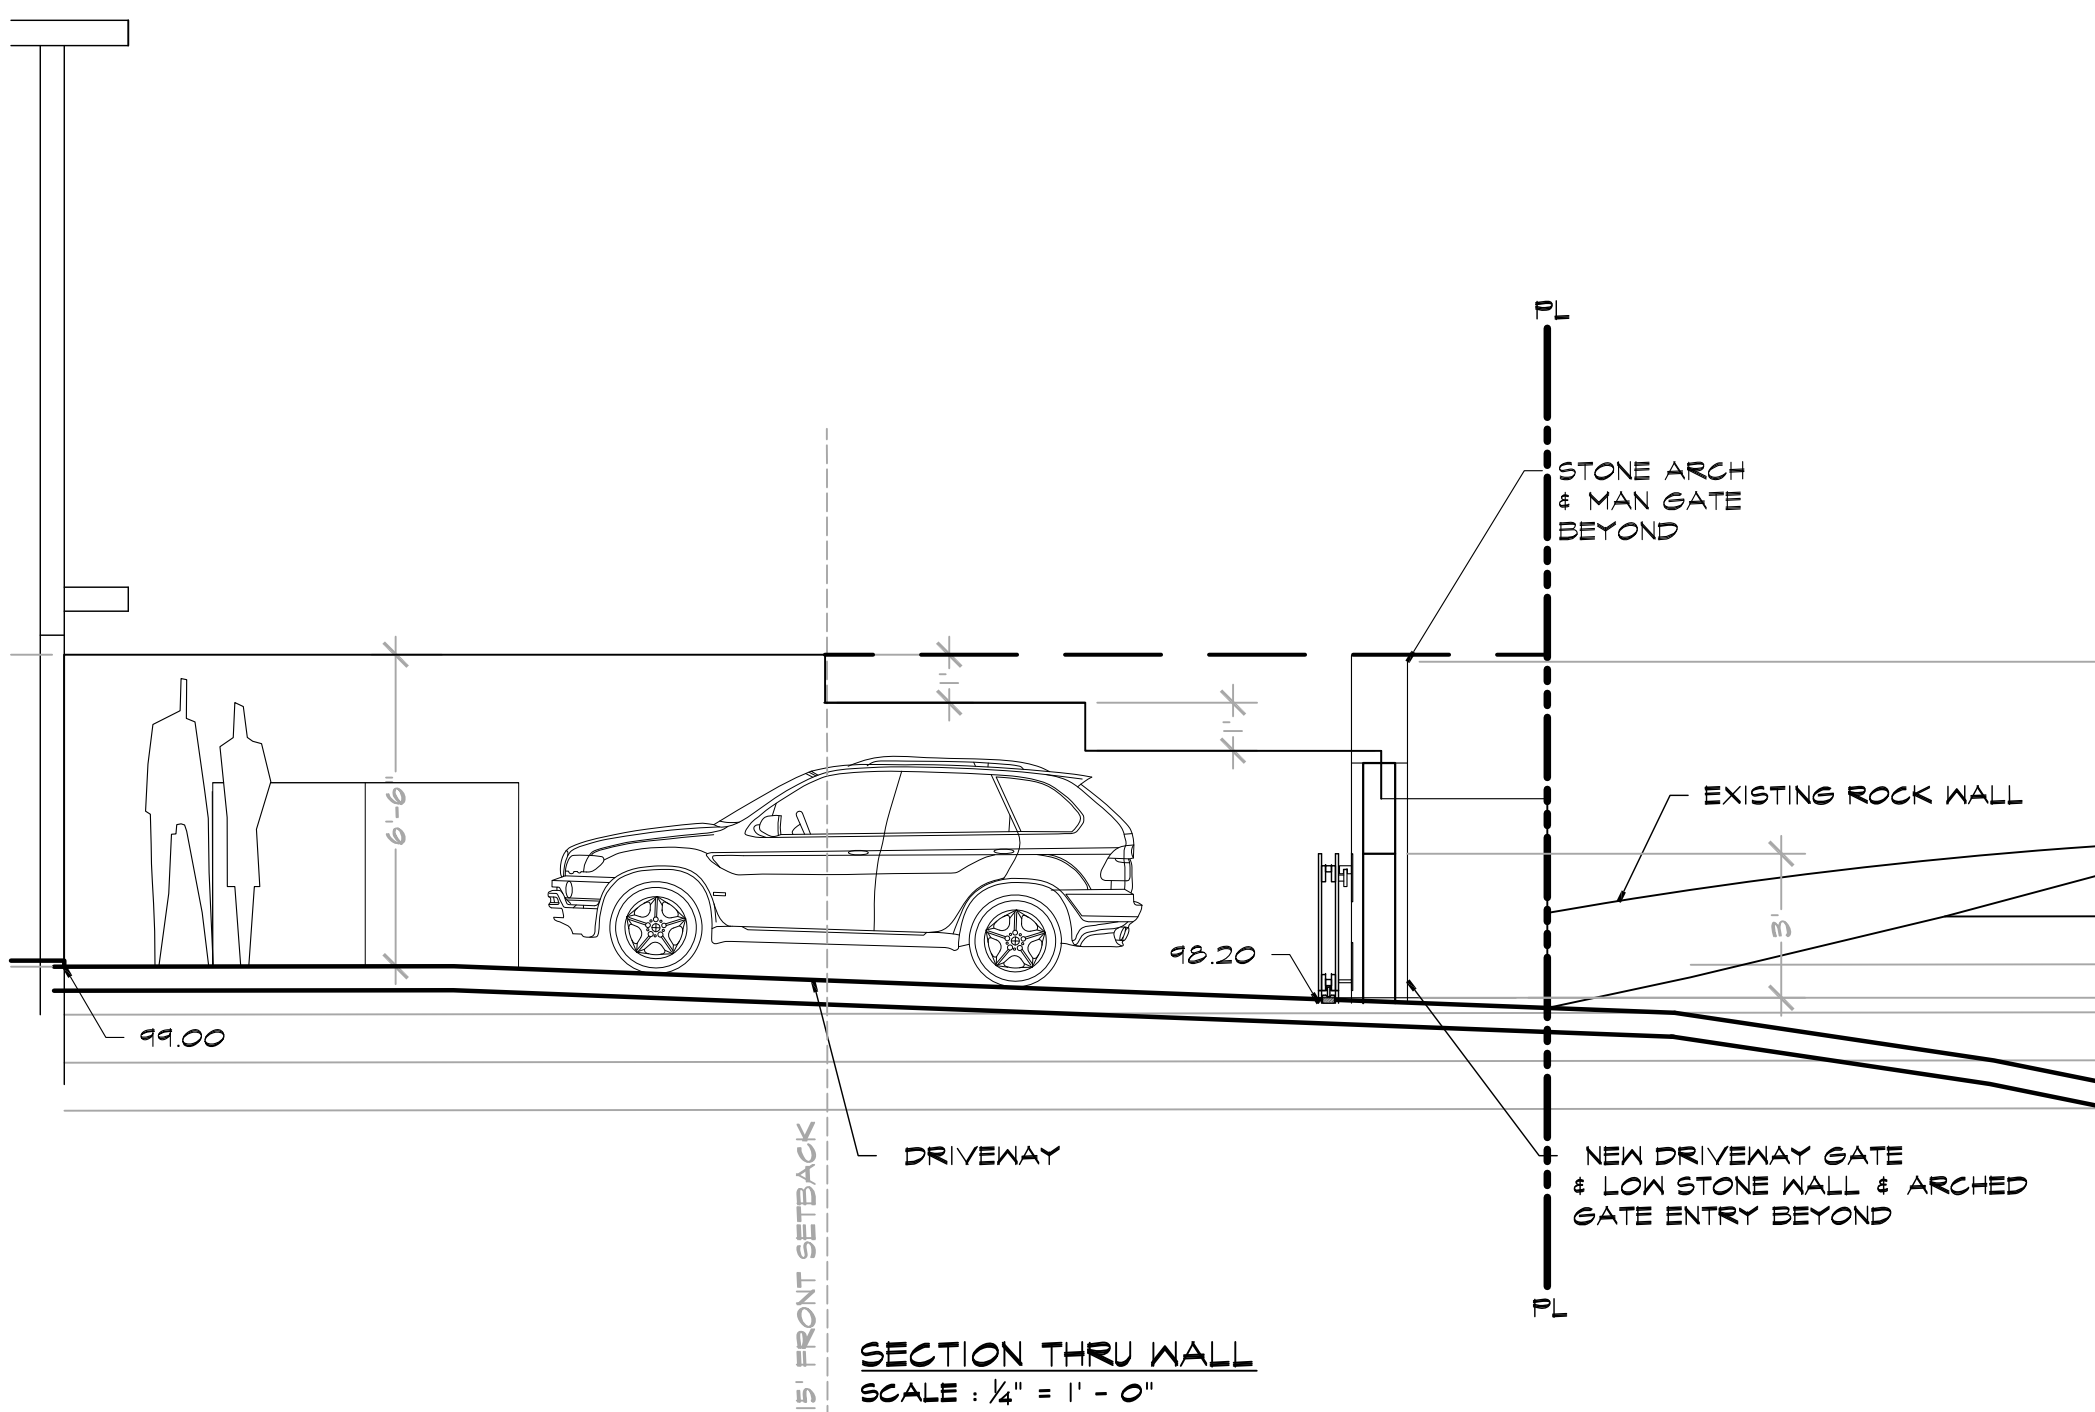 PL
STONE ARCH
& MAN GATE
BEYOND
1'
1'
6'-6"
EXISTING ROCK WALL
3'
98.20
99.00
DRIVEWAY
NEW DRIVEWAY GATE
& LOW STONE WALL & ARCHED
GATE ENTRY BEYOND
15' FRONT SETBACK
PL
SECTION THRU WALL
SCALE : ¼" = 1' - 0"